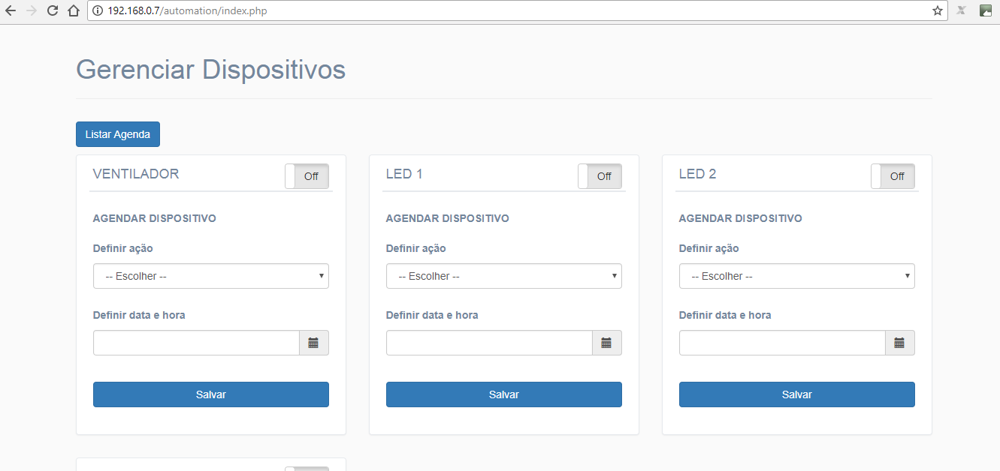 192.168.0.7/automation/index.php
Gerenciar Dispositivos
Listar Agenda
VENTILADOR
Off
AGENDAR DISPOSITIVO
Definir ação
-- Escolher --
Definir data e hora
Salvar
LED 1
Off
AGENDAR DISPOSITIVO
Definir ação
-- Escolher --
Definir data e hora
Salvar
LED 2
Off
AGENDAR DISPOSITIVO
Definir ação
-- Escolher --
Definir data e hora
Salvar